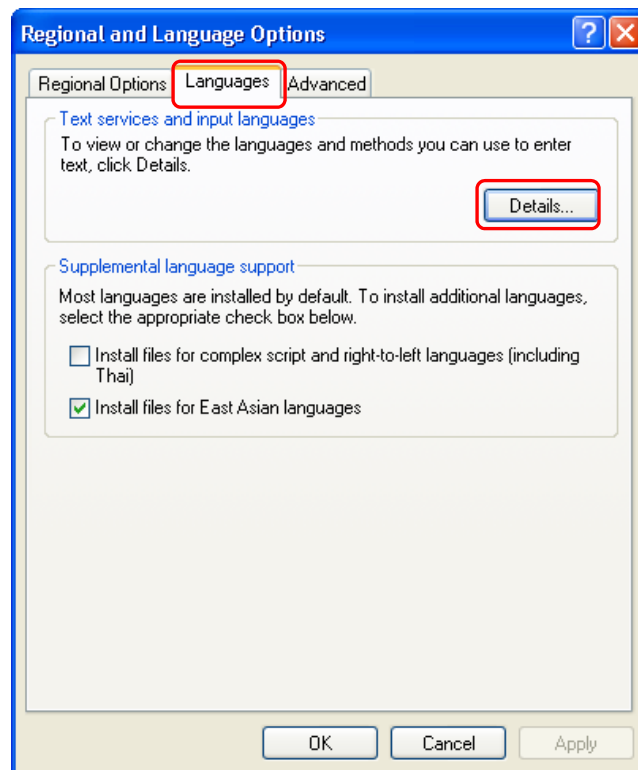 Regional and Language Options
Regional Options Languages Advanced
Text services and input languages
To view or change the languages and methods you can use to enter
text, click Details.
Details...
Supplemental language support
Most languages are installed by default. To install additional languages,
select the appropriate check box below.
Install files for complex script and right-to-left languages (including
Thai)
Install files for East Asian languages
OK Cancel Apply